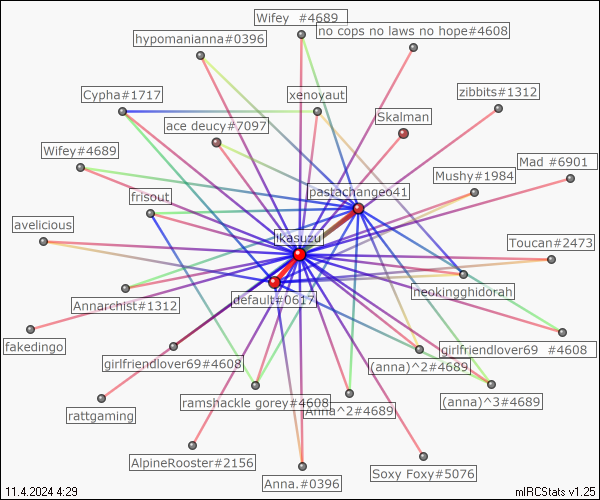 Wifey  #4689
no cops no laws no hope#4608
hypomanianna#0396
zibbits#1312
Cypha#1717
xenoyaut
Skalman
ace deucy#7097
Wifey#4689
Mad #6901
Mushy#1984
pastachangeo41
frisout
avelicious
ikasuzu
Toucan#2473
neokingghidorah
default#0617
Annarchist#1312
fakedingo
girlfriendlover69  #4608
girlfriendlover69#4608
(anna)^2#4689
ramshackle gorey#4608
Anna^2#4689
(anna)^3#4689
rattgaming
AlpineRooster#2156
Soxy Foxy#5076
Anna.#0396
11.4.2024 4:29
mIRCStats v1.25